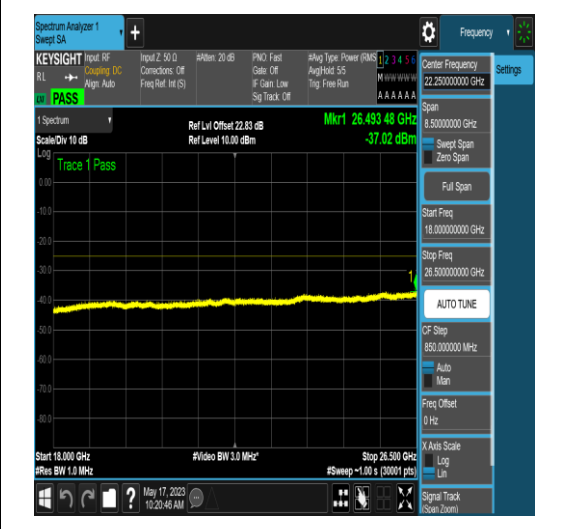 Spectrum Analyzer 1
Swept SA
Frequency
KEYSIGHT
RL
Input: RF
Coupling: DC
Align: Auto
Input Z: 50 Ω
Corrections: Off
Freq Ref: Int (S)
#Atten: 20 dB
PNO: Fast
Gate: Off
IF Gain: Low
Sig Track: Off
#Avg Type: Power (RMS
Avg|Hold: 5/5
Trig: Free Run
1 2 3 4 5 6
M W W W W W
A A A A A A
PASS
Center Frequency
22.250000000 GHz
Settings
Span
8.50000000 GHz
Swept Span
Zero Span
Full Span
Start Freq
18.000000000 GHz
Stop Freq
26.500000000 GHz
AUTO TUNE
CF Step
850.000000 MHz
Auto
Man
Freq Offset
0 Hz
X Axis Scale
Log
Lin
Signal Track
(Span Zoom)
1 Spectrum
Scale/Div 10 dB
Ref Lvl Offset 22.83 dB
Ref Level 10.00 dBm
Mkr1 26.493 48 GHz
-37.02 dBm
Log
Trace 1 Pass
0.00
-10.0
-20.0
-30.0
1
-40.0
-50.0
-60.0
-70.0
-80.0
Start 18.000 GHz
#Res BW 1.0 MHz
#Video BW 3.0 MHz*
Stop 26.500 GHz
#Sweep ~1.00 s (30001 pts)
?
May 17, 2023
10:20:46 AM